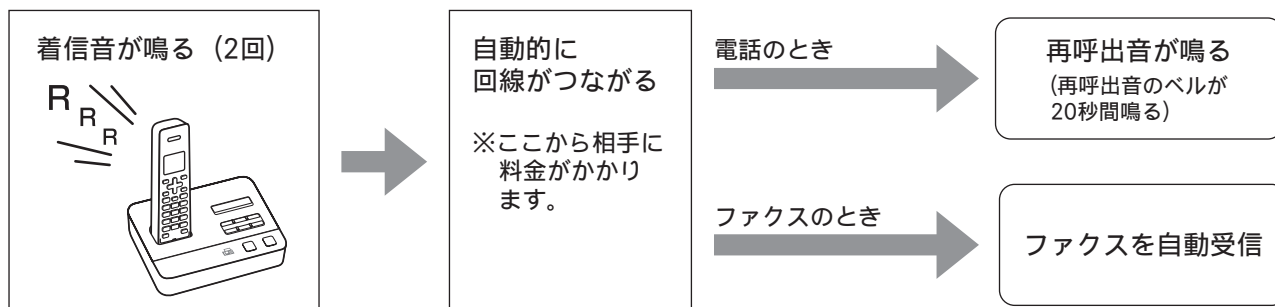 着信音が鳴る（2回）
R
R
R
自動的に
回線がつながる
※ここから相手に
料金がかかり
ます。
電話のとき
再呼出音が鳴る
(再呼出音のベルが
20秒間鳴る)
ファクスのとき
ファクスを自動受信